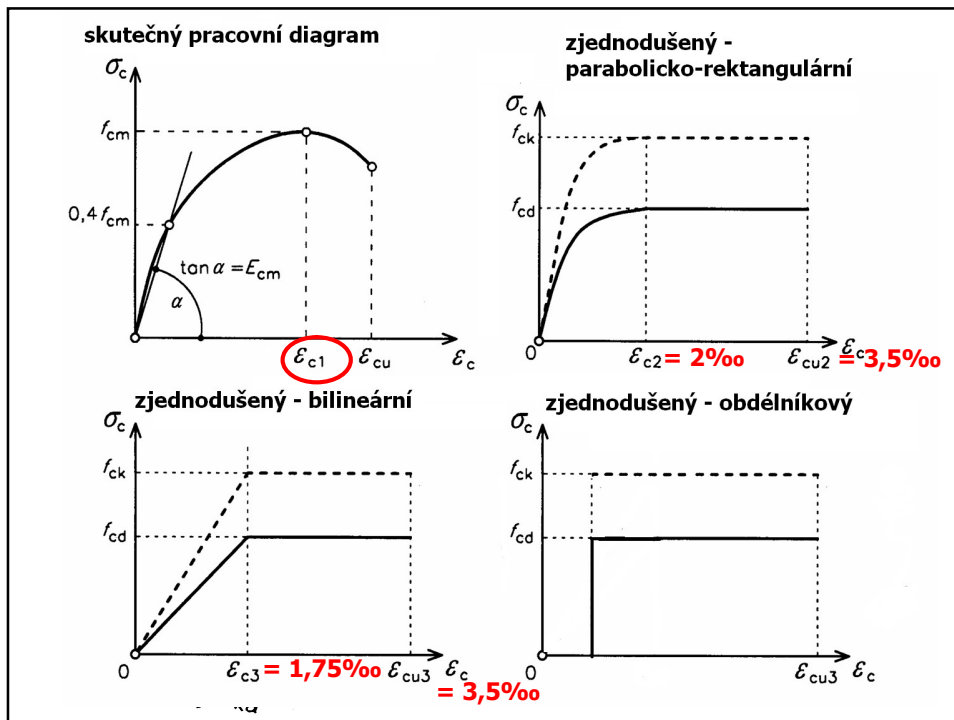 skutečný pracovní diagram
σc
fcm
0,4 fcm
tan α = Ecm
α
εc1
εcu
εc
zjednodušený -
parabolicko-rektangulární
σc
fck
fcd
0
εc2 = 2‰
εcu2 = 3,5‰
εc
zjednodušený - bilineární
σc
fck
fcd
0
εc3 = 1,75‰
εcu3
εc
= 3,5‰
zjednodušený - obdélníkový
σc
fck
fcd
0
εcu3
εc